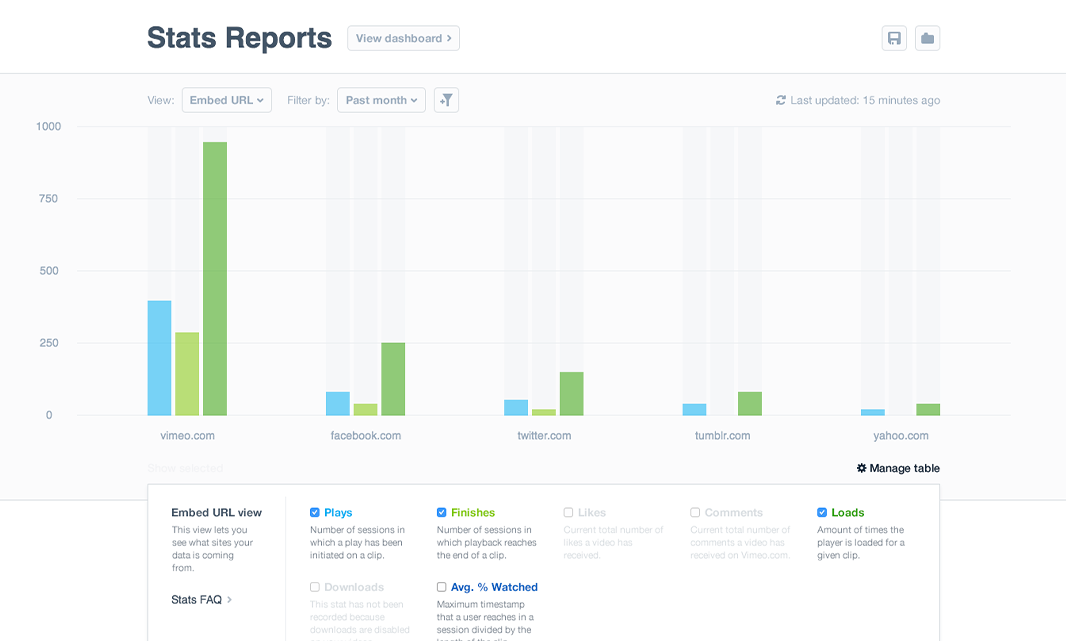 Stats Reports
View dashboard
View: Embed URL Filter by: Past month
Last updated: 15 minutes ago
1000
750
500
250
0
vimeo.com facebook.com twitter.com tumblr.com yahoo.com
Show selected
Manage table
Embed URL view
This view lets you
see what sites your
data is coming
from.
Stats FAQ
Plays
Number of sessions in
which a play has been
initiated on a clip.
Finishes
Number of sessions in
which playback reaches
the end of a clip.
Likes
Current total number of
likes a video has
received.
Comments
Current total number of
comments a video has
received on Vimeo.com.
Loads
Amount of times the
player is loaded for a
given clip.
Downloads
This stat has not been
recorded because
downloads are disabled
Avg. % Watched
Maximum timestamp
that a user reaches in a
session divided by the
length of the clip.